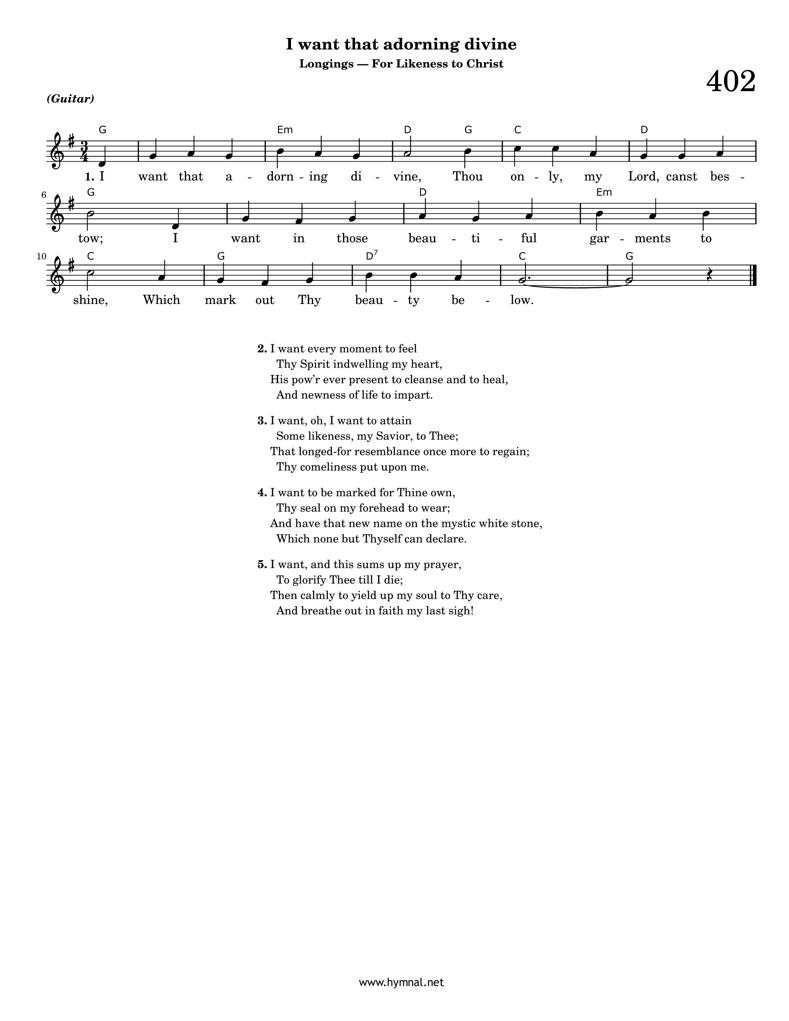 I want that adorning divine
Longings — For Likeness to Christ
402
(Guitar)
G Em D G C D
3 4
1. I want that a - dorn - ing di - vine, Thou on - ly, my Lord, canst bes -
6 G D Em
tow; I want in those beau - ti - ful gar - ments to
10 C G D7 C G
shine, Which mark out Thy beau - ty be - low.
2. I want every moment to feel
Thy Spirit indwelling my heart,
His pow'r ever present to cleanse and to heal,
And newness of life to impart.
3. I want, oh, I want to attain
Some likeness, my Savior, to Thee;
That longed-for resemblance once more to regain;
Thy comeliness put upon me.
4. I want to be marked for Thine own,
Thy seal on my forehead to wear;
And have that new name on the mystic white stone,
Which none but Thyself can declare.
5. I want, and this sums up my prayer,
To glorify Thee till I die;
Then calmly to yield up my soul to Thy care,
And breathe out in faith my last sigh!
www.hymnal.net